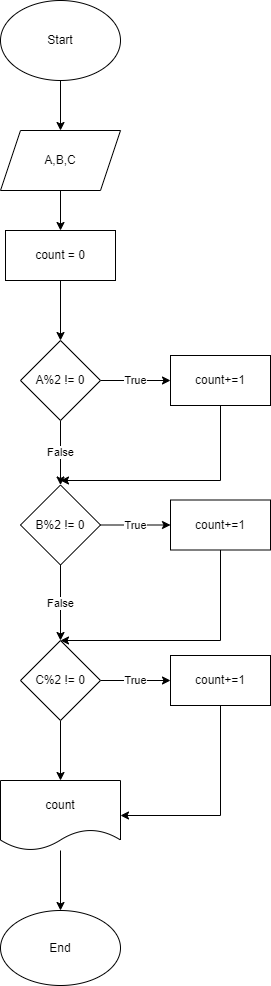 Start
A,B,C
count = 0
A%2 != 0
True
count+=1
False
B%2 != 0
True
count+=1
False
C%2 != 0
True
count+=1
count
End